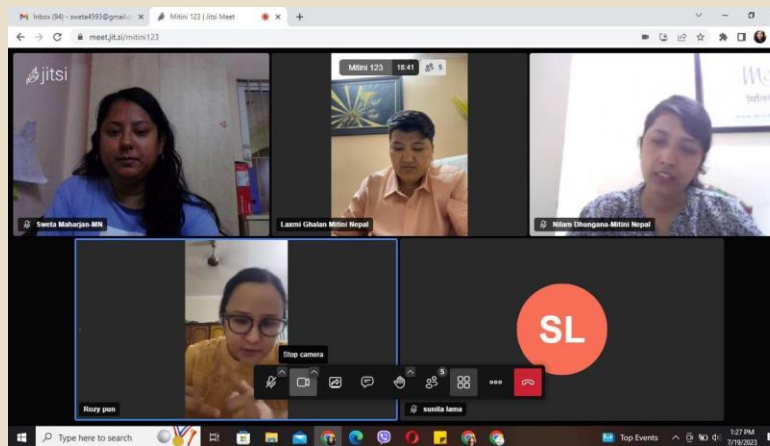 Inbox (94) - sweta4593@gmail.c
Mitini 123 | Jitsi Meet
meet.jit.si/mitini123
jitsi
Mitini 123 18:41 5
Sweta Maharjan-MN
Laxmi Ghalan Mitini Nepal
Nilam Dhungana-Mitini Nepal
SL
Stop camera
5
Rozy pun
sunita lama
Type here to search
Top Events
1:27 PM
7/19/2023